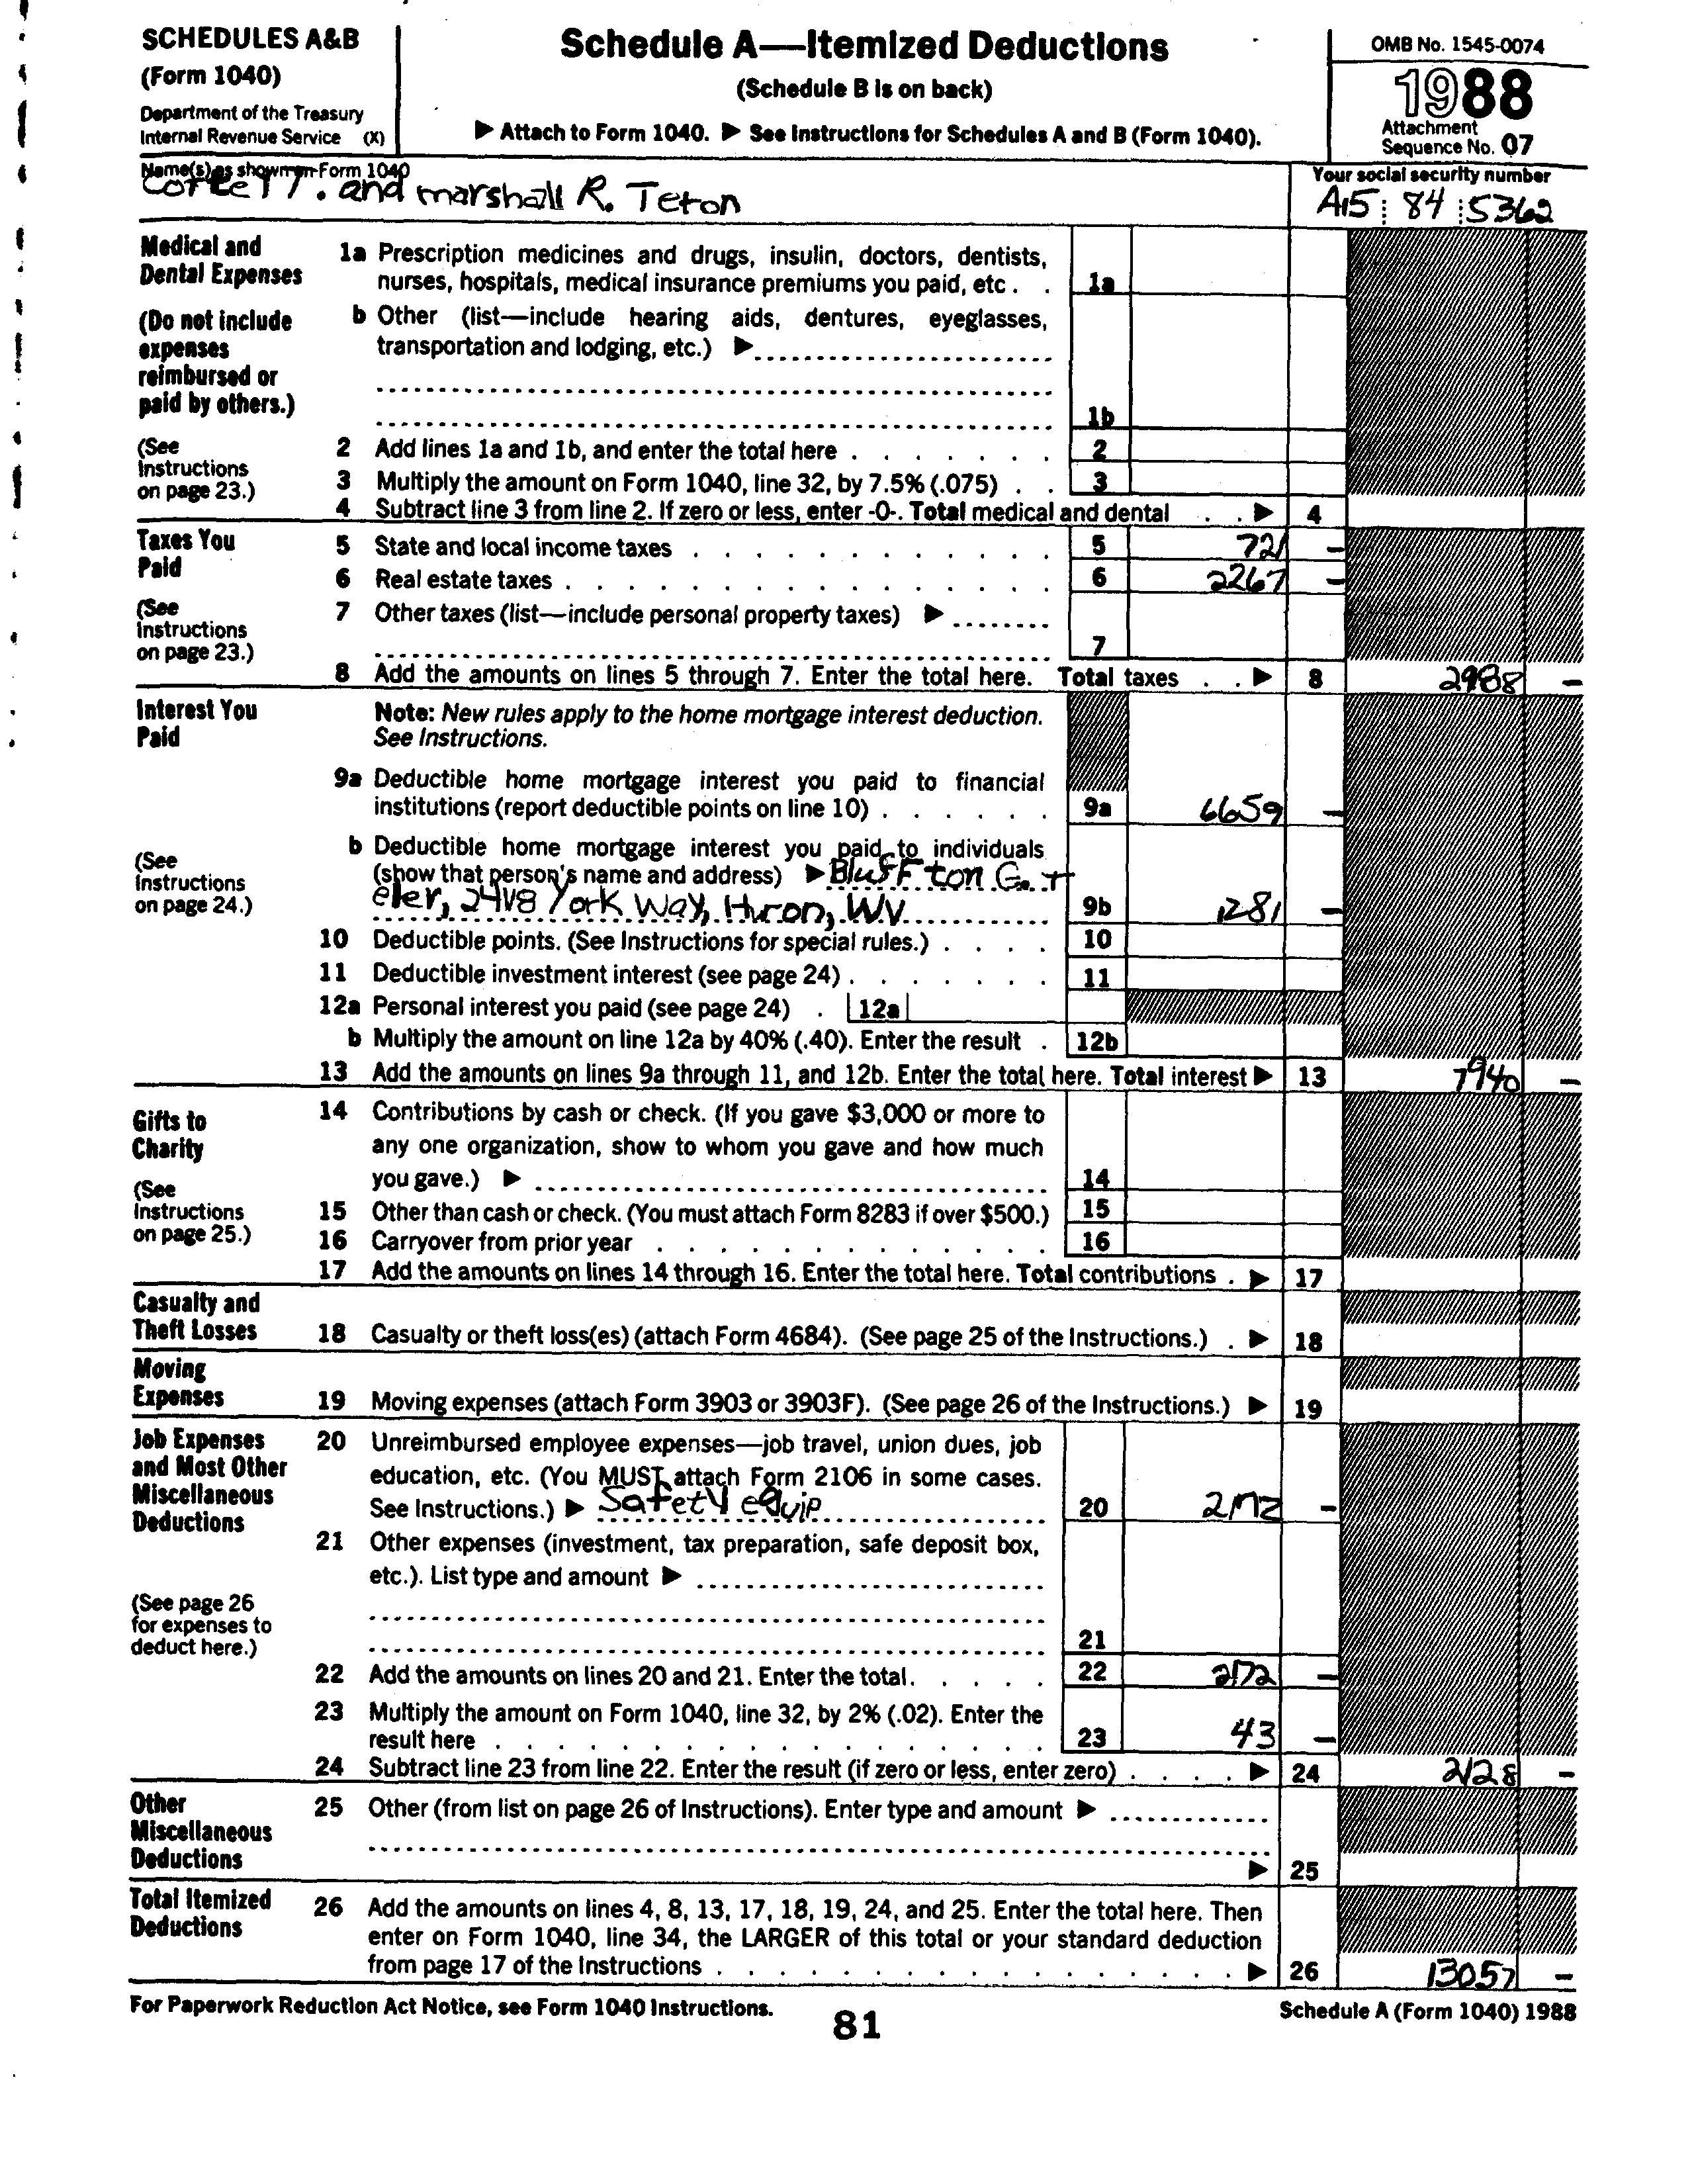 SCHEDULES A&B
(Form 1040)
Department of the Treasury
Internal Revenue Service (X)
Schedule A—Itemized Deductions
(Schedule B is on back)
▶ Attach to Form 1040. ▶ See Instructions for Schedules A and B (Form 1040).
OMB No. 1545-0074
1988
Attachment
Sequence No. 07
Name(s) as shown on Form 1040
and marshall R. Teton
Your social security number
A15 84 5362
Medical and
Dental Expenses
(Do not include
expenses
reimbursed or
paid by others.)
(See
Instructions
on page 23.)
1a Prescription medicines and drugs, insulin, doctors, dentists,
nurses, hospitals, medical insurance premiums you paid, etc . . 1a
b Other (list—include hearing aids, dentures, eyeglasses,
transportation and lodging, etc.) ▶
1b
2 Add lines 1a and 1b, and enter the total here . . . . . . . 2
3 Multiply the amount on Form 1040, line 32, by 7.5% (.075) . . 3
4 Subtract line 3 from line 2. If zero or less, enter -0-. Total medical and dental . . ▶ 4
Taxes You
Paid
(See
Instructions
on page 23.)
5 State and local income taxes . . . . . . . . . . . . 5 721 –
6 Real estate taxes . . . . . . . . . . . . . . . . 6 2267 –
7 Other taxes (list—include personal property taxes) ▶
7
8 Add the amounts on lines 5 through 7. Enter the total here. Total taxes . . ▶ 8 2988 –
Interest You
Paid
(See
Instructions
on page 24.)
Note: New rules apply to the home mortgage interest deduction.
See Instructions.
9a Deductible home mortgage interest you paid to financial
institutions (report deductible points on line 10) . . . . . . 9a 6659 –
b Deductible home mortgage interest you paid to individuals
(show that person's name and address) ▶ Bluffton G. T
eler, 2418 York Way, Huron, WV 9b 1281 –
10 Deductible points. (See Instructions for special rules.) . . . . 10
11 Deductible investment interest (see page 24) . . . . . . . 11
12a Personal interest you paid (see page 24) . 12a
b Multiply the amount on line 12a by 40% (.40). Enter the result . 12b
13 Add the amounts on lines 9a through 11, and 12b. Enter the total here. Total interest ▶ 13 7940 –
Gifts to
Charity
(See
Instructions
on page 25.)
14 Contributions by cash or check. (If you gave $3,000 or more to
any one organization, show to whom you gave and how much
you gave.) ▶ 14
15 Other than cash or check. (You must attach Form 8283 if over $500.) 15
16 Carryover from prior year . . . . . . . . . . . . . 16
17 Add the amounts on lines 14 through 16. Enter the total here. Total contributions . ▶ 17
Casualty and
Theft Losses
18 Casualty or theft loss(es) (attach Form 4684). (See page 25 of the Instructions.) . ▶ 18
Moving
Expenses
19 Moving expenses (attach Form 3903 or 3903F). (See page 26 of the Instructions.) ▶ 19
Job Expenses
and Most Other
Miscellaneous
Deductions
(See page 26
for expenses to
deduct here.)
20 Unreimbursed employee expenses—job travel, union dues, job
education, etc. (You MUST attach Form 2106 in some cases.
See Instructions.) ▶ Safety equip 20 2172 –
21 Other expenses (investment, tax preparation, safe deposit box,
etc.). List type and amount ▶
21
22 Add the amounts on lines 20 and 21. Enter the total. . . . . 22 2172 –
23 Multiply the amount on Form 1040, line 32, by 2% (.02). Enter the
result here . . . . . . . . . . . . . . . . . . 23 43 –
24 Subtract line 23 from line 22. Enter the result (if zero or less, enter zero) . . . . ▶ 24 2128 –
Other
Miscellaneous
Deductions
25 Other (from list on page 26 of Instructions). Enter type and amount ▶
▶ 25
Total Itemized
Deductions
26 Add the amounts on lines 4, 8, 13, 17, 18, 19, 24, and 25. Enter the total here. Then
enter on Form 1040, line 34, the LARGER of this total or your standard deduction
from page 17 of the Instructions . . . . . . . . . . . . . . . . ▶ 26 13057 –
For Paperwork Reduction Act Notice, see Form 1040 Instructions.
81
Schedule A (Form 1040) 1988